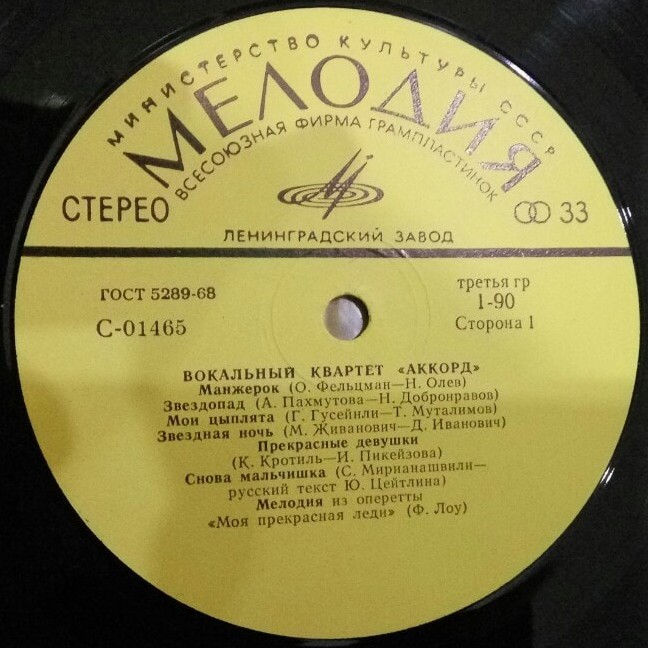 МИНИСТЕРСТВО КУЛЬТУРЫ СССР
МЕЛОДИЯ
ВСЕСОЮЗНАЯ ФИРМА ГРАМПЛАСТИНОК
СТЕРЕО
33
ЛЕНИНГРАДСКИЙ ЗАВОД
ГОСТ 5289-68
третья гр
С-01465
1-90
Сторона 1
ВОКАЛЬНЫЙ КВАРТЕТ «АККОРД»
Манжерок (О. Фельцман—Н. Олев)
Звездопад (А. Пахмутова—Н. Добронравов)
Мои цыплята (Г. Гусейнли—Т. Муталимов)
Звездная ночь (М. Живанович—Д. Иванович)
Прекрасные девушки
(К. Кротиль—И. Пикейзова)
Снова мальчишка (С. Мирианашвили—
русский текст Ю. Цейтлина)
Мелодия из оперетты
«Моя прекрасная леди» (Ф. Лоу)